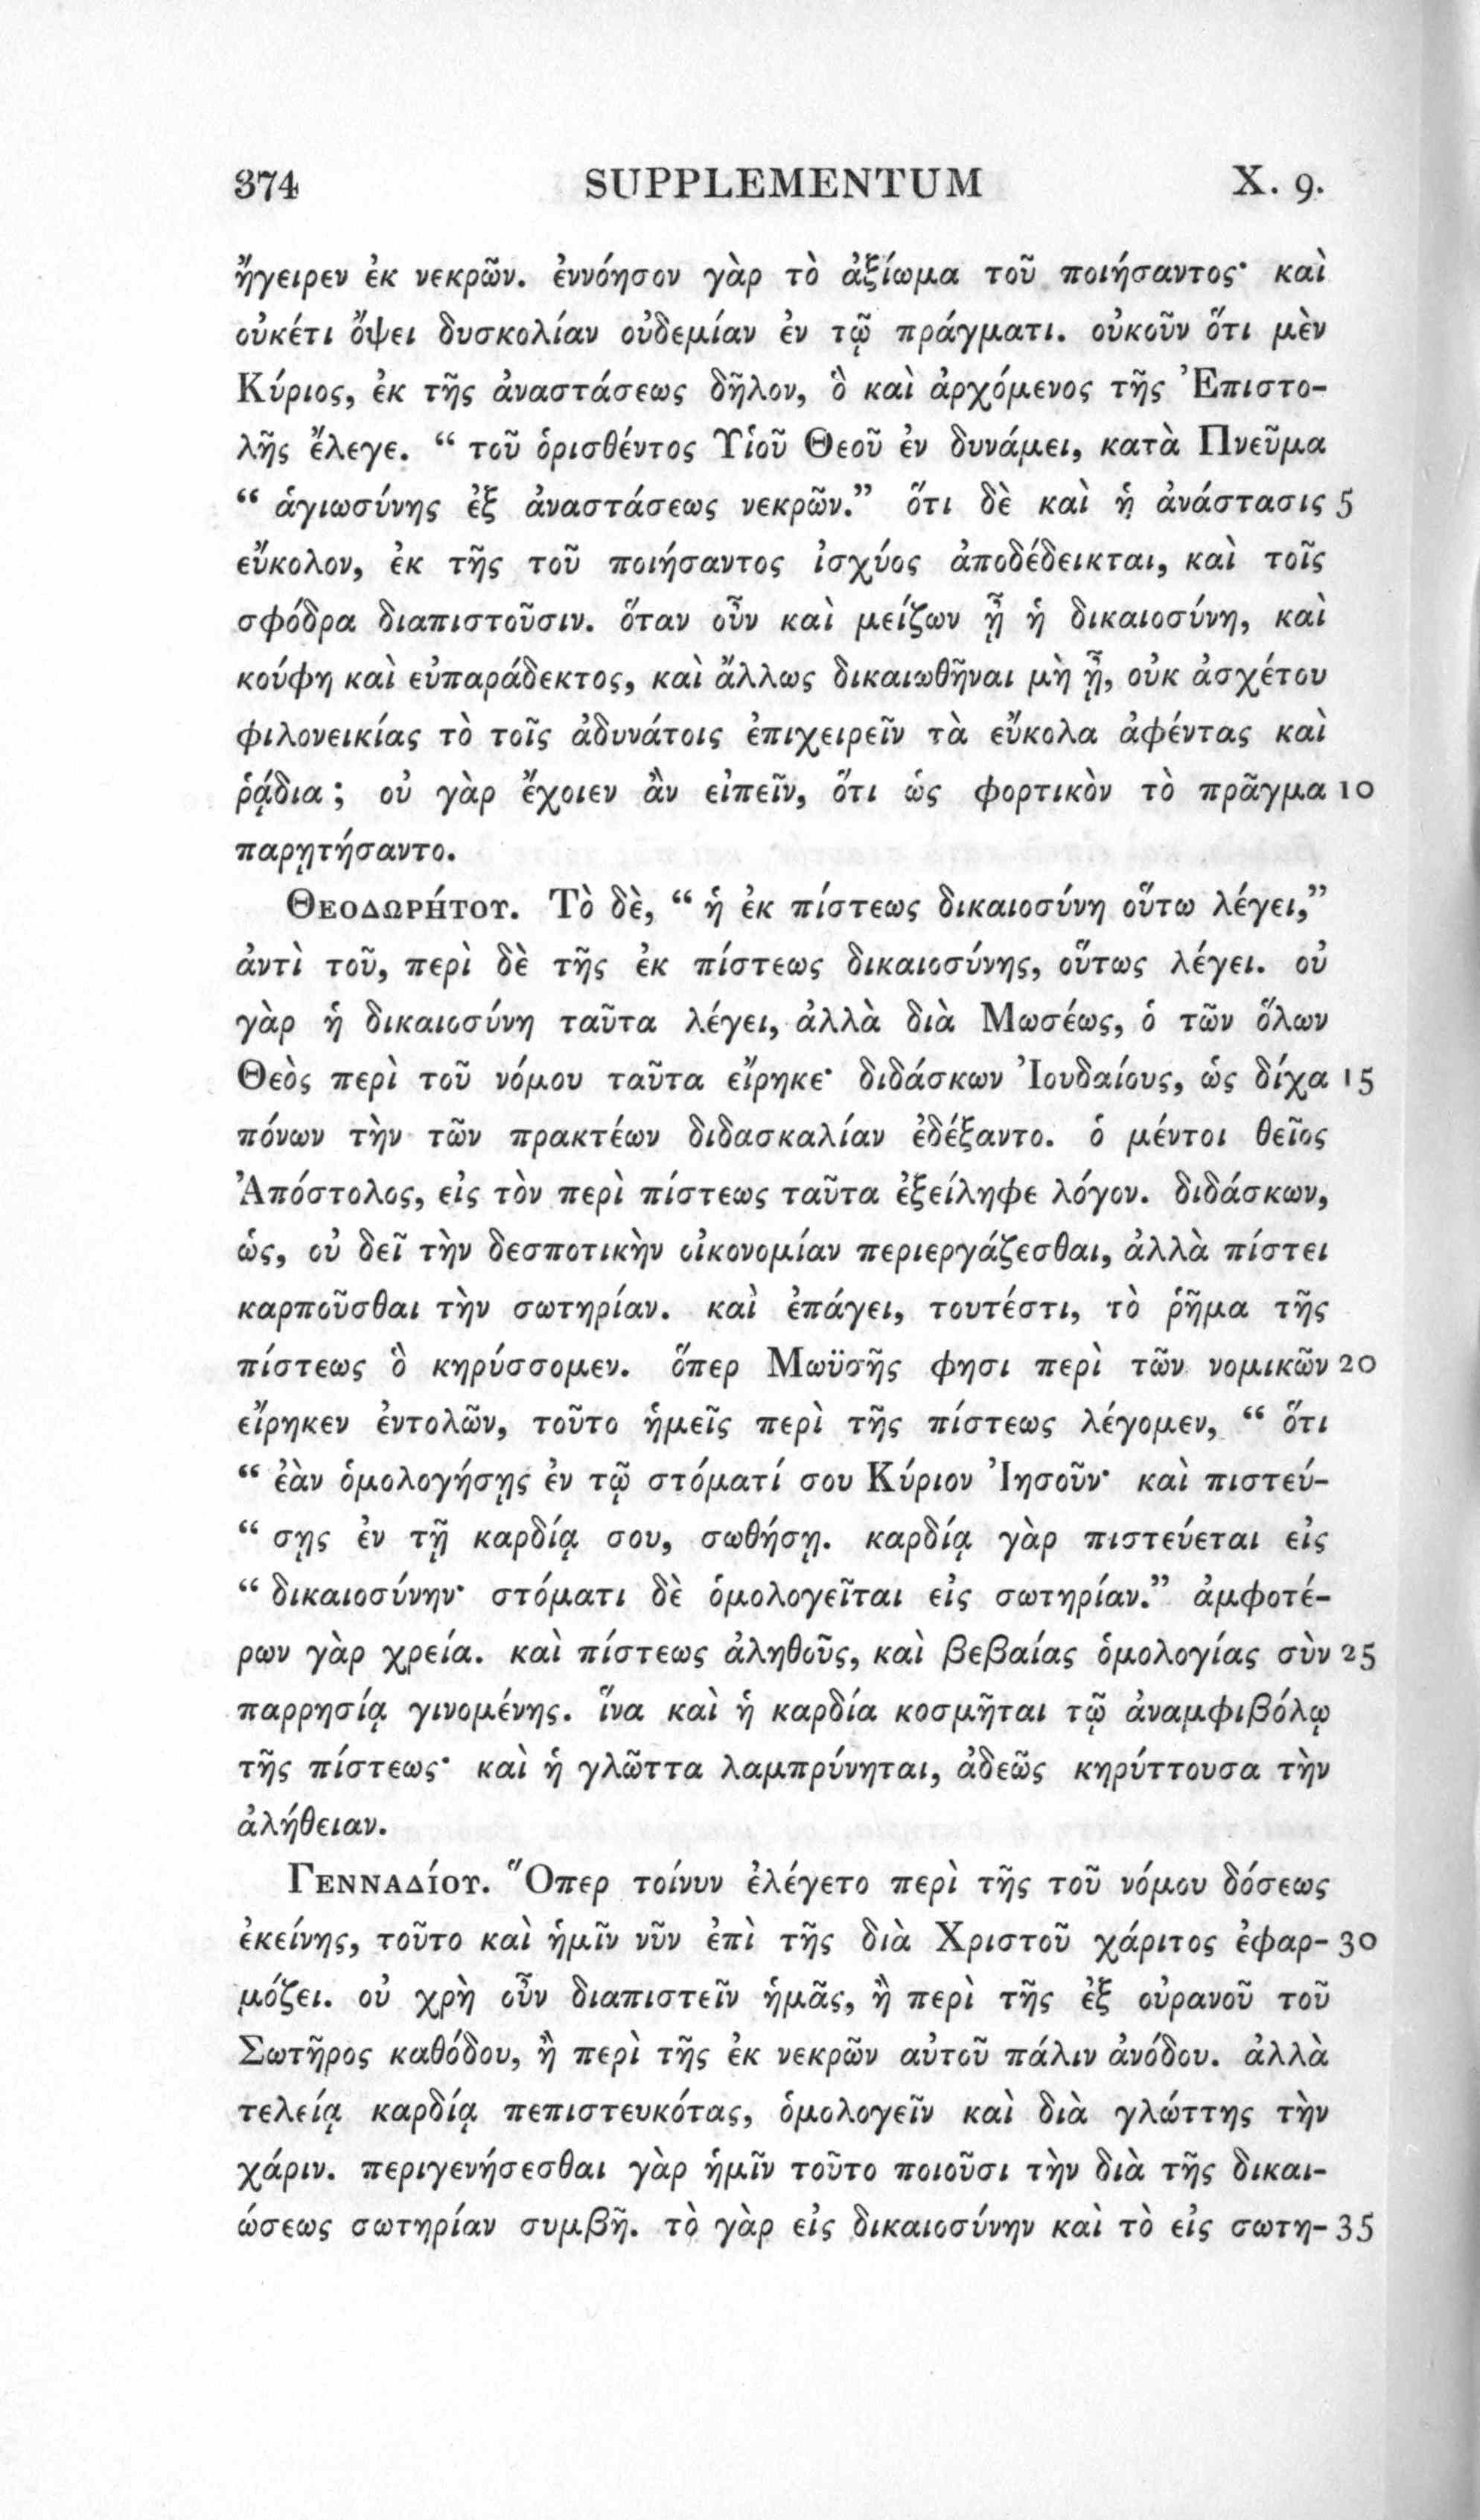 374 SUPPLEMENTUM X. 9.
ἤγειρεν ἐκ νεκρῶν. ἐννόησον γὰρ τὸ ἀξίωμα τοῦ ποιήσαντος· καὶ
οὐκέτι ὄψει δυσκολίαν οὐδεμίαν ἐν τῷ πράγματι. οὐκοῦν ὅτι μὲν
Κύριος, ἐκ τῆς ἀναστάσεως δῆλον, ὃ καὶ ἀρχόμενος τῆς Ἐπιστο-
λῆς ἔλεγε. “ τοῦ ὁρισθέντος Υἱοῦ Θεοῦ ἐν δυνάμει, κατὰ Πνεῦμα
“ ἁγιωσύνης ἐξ ἀναστάσεως νεκρῶν.” ὅτι δὲ καὶ ἡ ἀνάστασις 5
εὔκολον, ἐκ τῆς τοῦ ποιήσαντος ἰσχύος ἀποδέδεικται, καὶ τοῖς
σφόδρα διαπιστοῦσιν. ὅταν οὖν καὶ μείζων ᾖ ἡ δικαιοσύνη, καὶ
κούφη καὶ εὐπαράδεκτος, καὶ ἄλλως δικαιωθῆναι μὴ ᾖ, οὐκ ἀσχέτου
φιλονεικίας τὸ τοῖς ἀδυνάτοις ἐπιχειρεῖν τὰ εὔκολα ἀφέντας καὶ
ῥᾴδια ; οὐ γὰρ ἔχοιεν ἂν εἰπεῖν, ὅτι ὡς φορτικὸν τὸ πρᾶγμα 10
παρῃτήσαντο.
ΘΕΟΔΩΡΉΤΟΥ. Τὸ δὲ, “ ἡ ἐκ πίστεως δικαιοσύνη οὕτω λέγει,”
ἀντὶ τοῦ, περὶ δὲ τῆς ἐκ πίστεως δικαιοσύνης, οὕτως λέγει. οὐ
γὰρ ἡ δικαιοσύνη ταῦτα λέγει, ἀλλὰ διὰ Μωσέως, ὁ τῶν ὅλων
Θεὸς περὶ τοῦ νόμου ταῦτα εἴρηκε· διδάσκων Ἰουδαίους, ὡς δίχα 15
πόνων τὴν τῶν πρακτέων διδασκαλίαν ἐδέξαντο. ὁ μέντοι θεῖος
Ἀπόστολος, εἰς τὸν περὶ πίστεως ταῦτα ἐξείληφε λόγον. διδάσκων,
ὡς, οὐ δεῖ τὴν δεσποτικὴν οἰκονομίαν περιεργάζεσθαι, ἀλλὰ πίστει
καρποῦσθαι τὴν σωτηρίαν. καὶ ἐπάγει, τουτέστι, τὸ ῥῆμα τῆς
πίστεως ὃ κηρύσσομεν. ὅπερ Μωϋσῆς φησι περὶ τῶν νομικῶν 20
εἴρηκεν ἐντολῶν, τοῦτο ἡμεῖς περὶ τῆς πίστεως λέγομεν, “ ὅτι
“ ἐὰν ὁμολογήσῃς ἐν τῷ στόματί σου Κύριον Ἰησοῦν· καὶ πιστεύ-
“ σῃς ἐν τῇ καρδίᾳ σου, σωθήσῃ. καρδίᾳ γὰρ πιστεύεται εἰς
“ δικαιοσύνην· στόματι δὲ ὁμολογεῖται εἰς σωτηρίαν.” ἀμφοτέ-
ρων γὰρ χρεία. καὶ πίστεως ἀληθοῦς, καὶ βεβαίας ὁμολογίας σὺν 25
παρρησίᾳ γινομένης. ἵνα καὶ ἡ καρδία κοσμῆται τῷ ἀναμφιβόλῳ
τῆς πίστεως· καὶ ἡ γλῶττα λαμπρύνηται, ἀδεῶς κηρύττουσα τὴν
ἀλήθειαν.
ΓΕΝΝΑΔΊΟΥ. Ὅπερ τοίνυν ἐλέγετο περὶ τῆς τοῦ νόμου δόσεως
ἐκείνης, τοῦτο καὶ ἡμῖν νῦν ἐπὶ τῆς διὰ Χριστοῦ χάριτος ἐφαρ- 30
μόζει. οὐ χρὴ οὖν διαπιστεῖν ἡμᾶς, ἢ περὶ τῆς ἐξ οὐρανοῦ τοῦ
Σωτῆρος καθόδου, ἢ περὶ τῆς ἐκ νεκρῶν αὐτοῦ πάλιν ἀνόδου. ἀλλὰ
τελείᾳ καρδίᾳ πεπιστευκότας, ὁμολογεῖν καὶ διὰ γλώττης τὴν
χάριν. περιγενήσεσθαι γὰρ ἡμῖν τοῦτο ποιοῦσι τὴν διὰ τῆς δικαι-
ώσεως σωτηρίαν συμβῇ. τὸ γὰρ εἰς δικαιοσύνην καὶ τὸ εἰς σωτη- 35